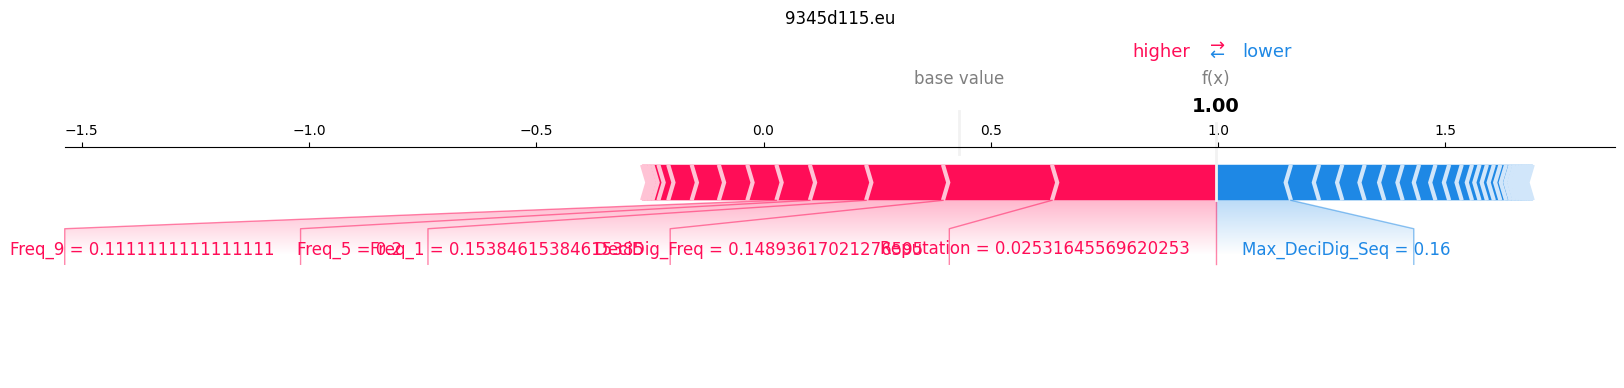 9345d115.eu
higher → ← lower
base value f(x)
1.00
−1.5 −1.0 −0.5 0.0 0.5 1.0 1.5
Freq_9 = 0.1111111111111111 Freq_5 = 0.2 Freq_1 = 0.15384615384615385 DeciDig_Freq = 0.14893617021276595 Reputation = 0.02531645569620253 Max_DeciDig_Seq = 0.16